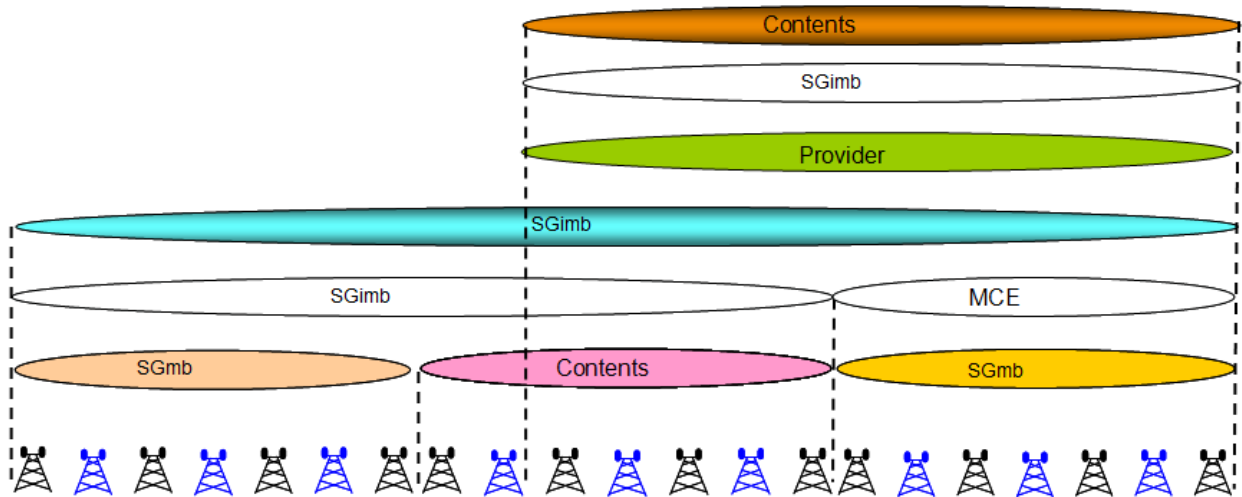 Contents
SGimb
Provider
SGimb
SGimb
MCE
SGmb
Contents
SGmb